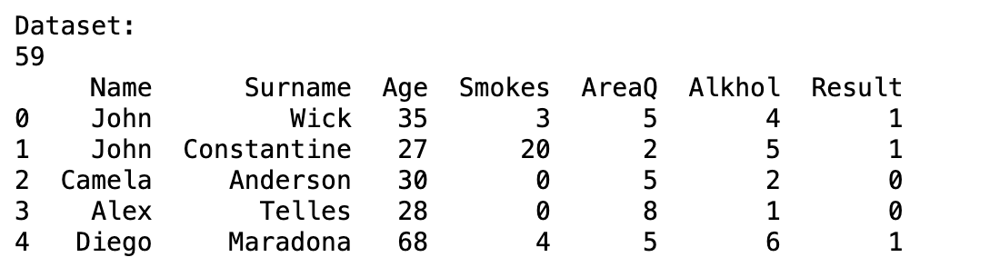 Dataset:
59
Name Surname Age Smokes AreaQ Alkhol Result
0 John Wick 35 3 5 4 1
1 John Constantine 27 20 2 5 1
2 Camela Anderson 30 0 5 2 0
3 Alex Telles 28 0 8 1 0
4 Diego Maradona 68 4 5 6 1